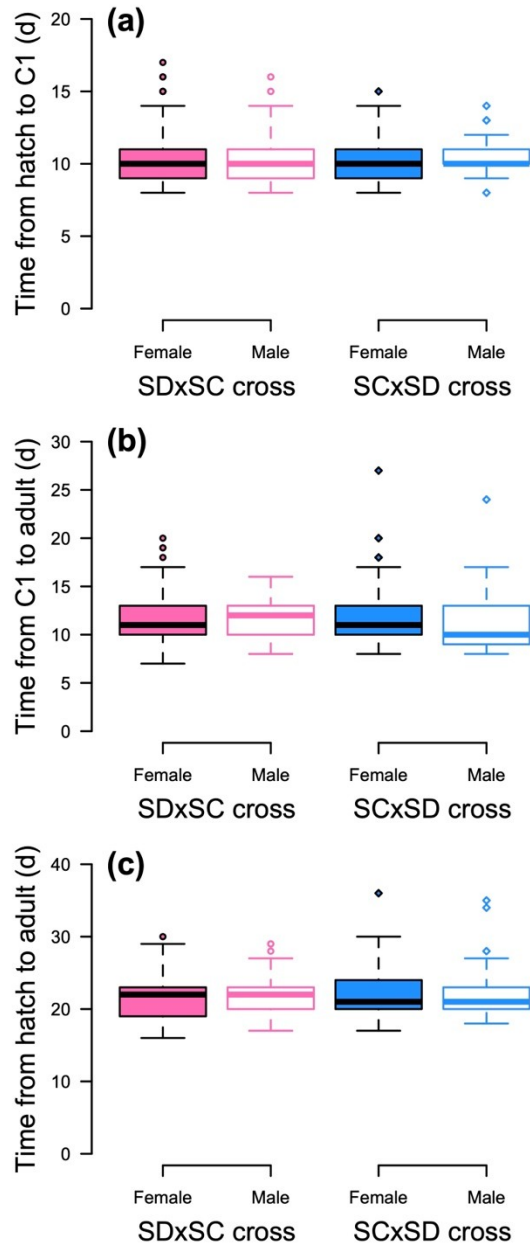 (a)
Time from hatch to C1 (d)
20
15
10
5
0
Female Male Female Male
SDxSC cross SCxSD cross
(b)
Time from C1 to adult (d)
30
25
20
15
10
5
0
Female Male Female Male
SDxSC cross SCxSD cross
(c)
Time from hatch to adult (d)
40
30
20
10
0
Female Male Female Male
SDxSC cross SCxSD cross